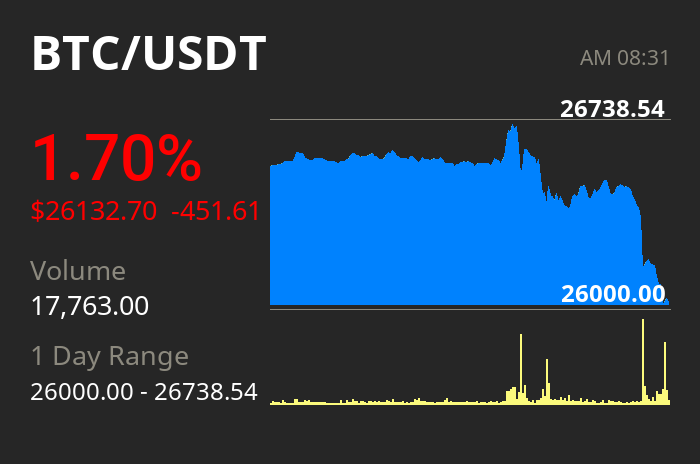 BTC/USDT
AM 08:31
26738.54
1.70%
$26132.70 -451.61
Volume
17,763.00
26000.00
1 Day Range
26000.00 - 26738.54